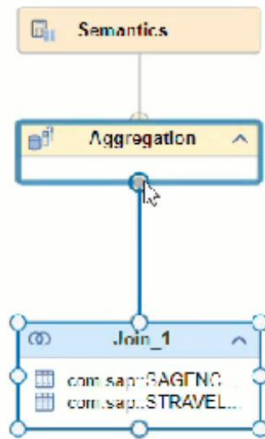 Semantics
Aggregation
Join_1
com.sap::SAGENC...
com.sap::STRAVEL...